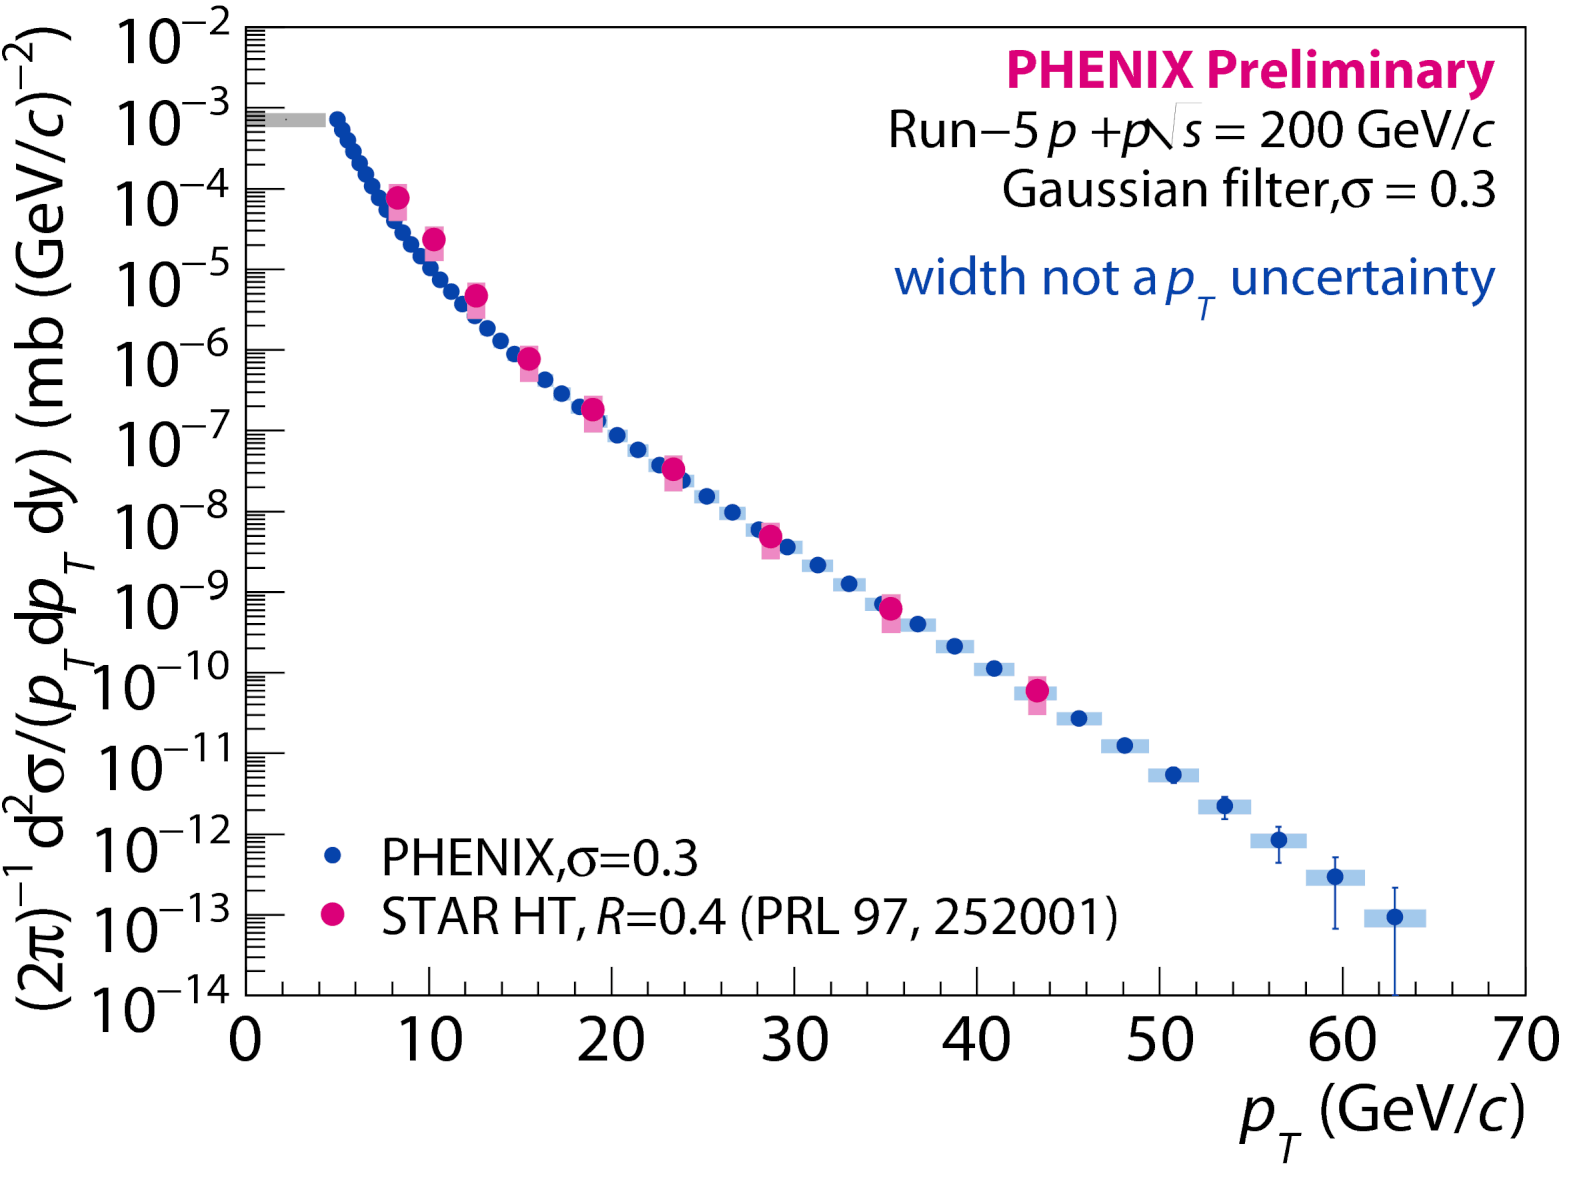 (2π)⁻¹ d²σ/(p_T dp_T dy) (mb (GeV/c)⁻²)
10⁻²
10⁻³
10⁻⁴
10⁻⁵
10⁻⁶
10⁻⁷
10⁻⁸
10⁻⁹
10⁻¹⁰
10⁻¹¹
10⁻¹²
10⁻¹³
10⁻¹⁴
PHENIX Preliminary
Run−5 p +p√s = 200 GeV/c
Gaussian filter,σ = 0.3
width not a p_T uncertainty
PHENIX,σ=0.3
STAR HT, R=0.4 (PRL 97, 252001)
0 10 20 30 40 50 60 70
p_T (GeV/c)